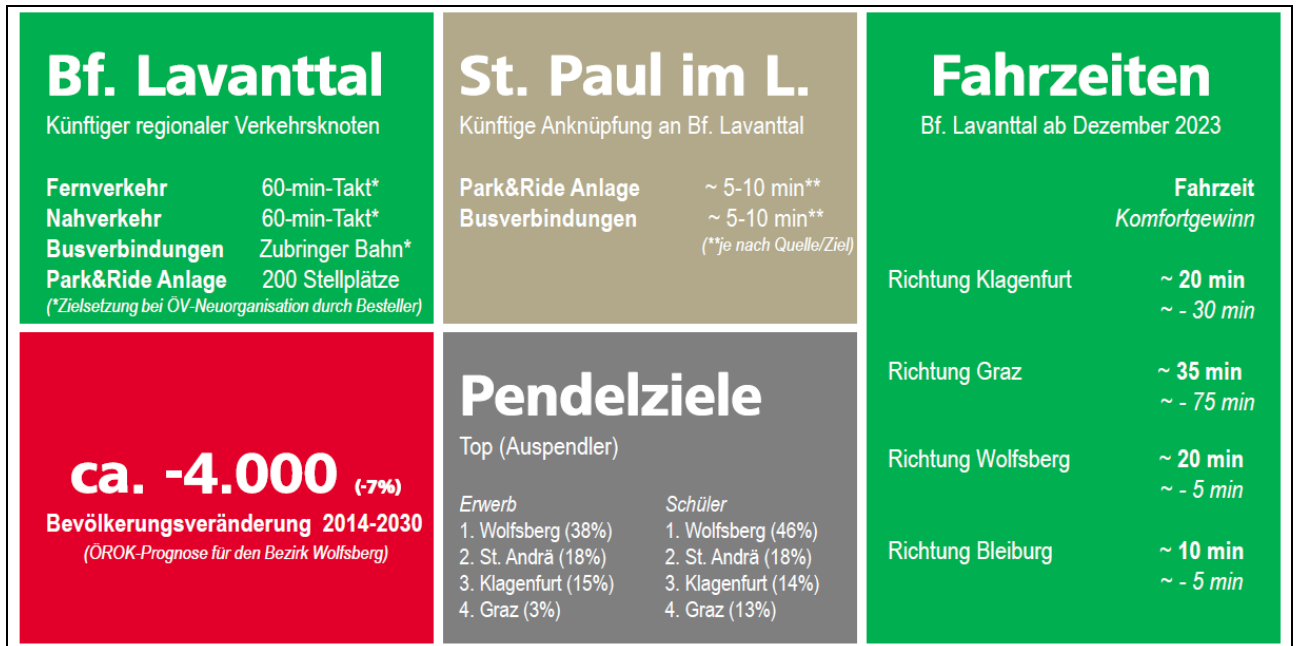 Bf. Lavanttal
Künftiger regionaler Verkehrsknoten
Fernverkehr 60-min-Takt*
Nahverkehr 60-min-Takt*
Busverbindungen Zubringer Bahn*
Park&Ride Anlage 200 Stellplätze
(*Zielsetzung bei ÖV-Neuorganisation durch Besteller)
St. Paul im L.
Künftige Anknüpfung an Bf. Lavanttal
Park&Ride Anlage ~ 5-10 min**
Busverbindungen ~ 5-10 min**
(**je nach Quelle/Ziel)
Fahrzeiten
Bf. Lavanttal ab Dezember 2023
Fahrzeit
Komfortgewinn
Richtung Klagenfurt ~ 20 min
~ - 30 min
Richtung Graz ~ 35 min
~ - 75 min
Richtung Wolfsberg ~ 20 min
~ - 5 min
Richtung Bleiburg ~ 10 min
~ - 5 min
ca. -4.000 (-7%)
Bevölkerungsveränderung 2014-2030
(ÖROK-Prognose für den Bezirk Wolfsberg)
Pendelziele
Top (Auspendler)
Erwerb Schüler
1. Wolfsberg (38%) 1. Wolfsberg (46%)
2. St. Andrä (18%) 2. St. Andrä (18%)
3. Klagenfurt (15%) 3. Klagenfurt (14%)
4. Graz (3%) 4. Graz (13%)